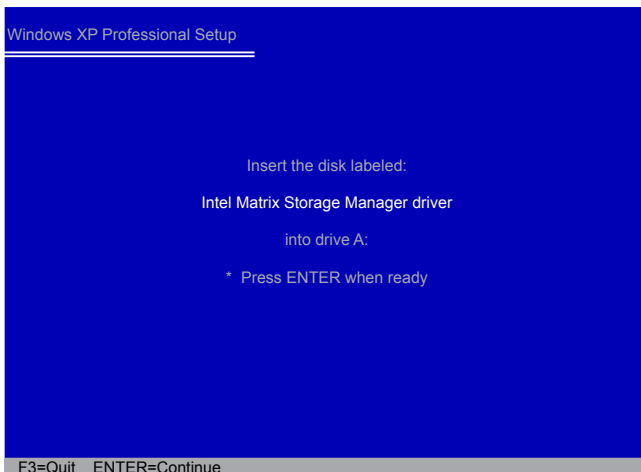 Windows XP Professional Setup
Insert the disk labeled:
Intel Matrix Storage Manager driver
into drive A:
* Press ENTER when ready
F3=Quit ENTER=Continue